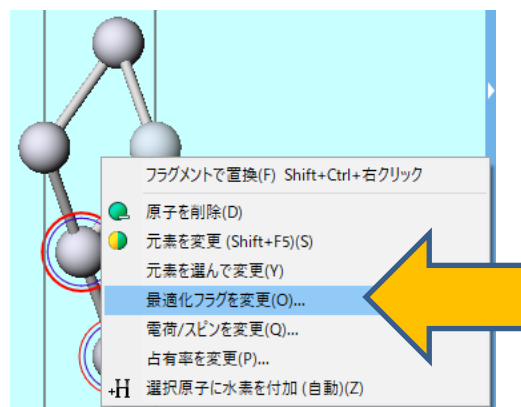 フラグメントで置換(F) Shift+Ctrl+右クリック
原子を削除(D)
元素を変更 (Shift+F5)(S)
元素を選んで変更(Y)
最適化フラグを変更(O)...
電荷/スピンを変更(Q)...
占有率を変更(P)...
+H 選択原子に水素を付加 (自動)(Z)